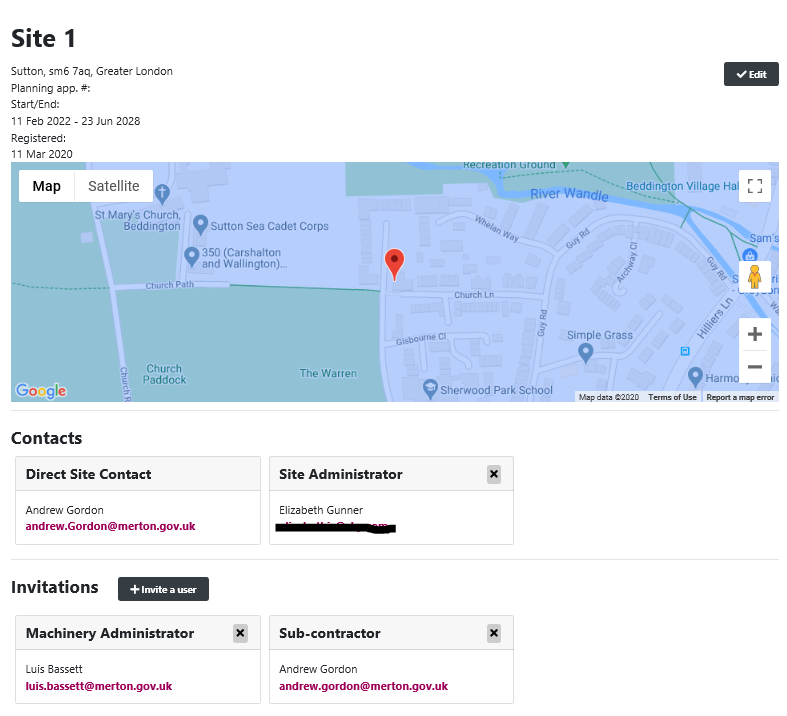 Site 1
Sutton, sm6 7aq, Greater London
Edit
Planning app. #:
Start/End:
11 Feb 2022 - 23 Jun 2028
Registered:
11 Mar 2020
Map
Satellite
Recreation Ground
River Wandle
Beddington Village Hal
St Mary's Church,
Beddington
Sutton Sea Cadet Corps
Whelan Way
Guy Rd
Sam's
350 (Carshalton
and Wallington)...
Archway Cl
Guy Rd
Church Path
Church Ln
Guy Rd
Hilliers Ln
Gisbourne Cl
Simple Grass
Church
Paddock
The Warren
Church R
Sherwood Park School
Harmo
Google
Map data ©2020
Terms of Use
Report a map error
Contacts
Direct Site Contact
Site Administrator
Andrew Gordon
andrew.Gordon@merton.gov.uk
Elizabeth Gunner
Invitations
Invite a user
Machinery Administrator
Sub-contractor
Luis Bassett
luis.bassett@merton.gov.uk
Andrew Gordon
andrew.gordon@merton.gov.uk